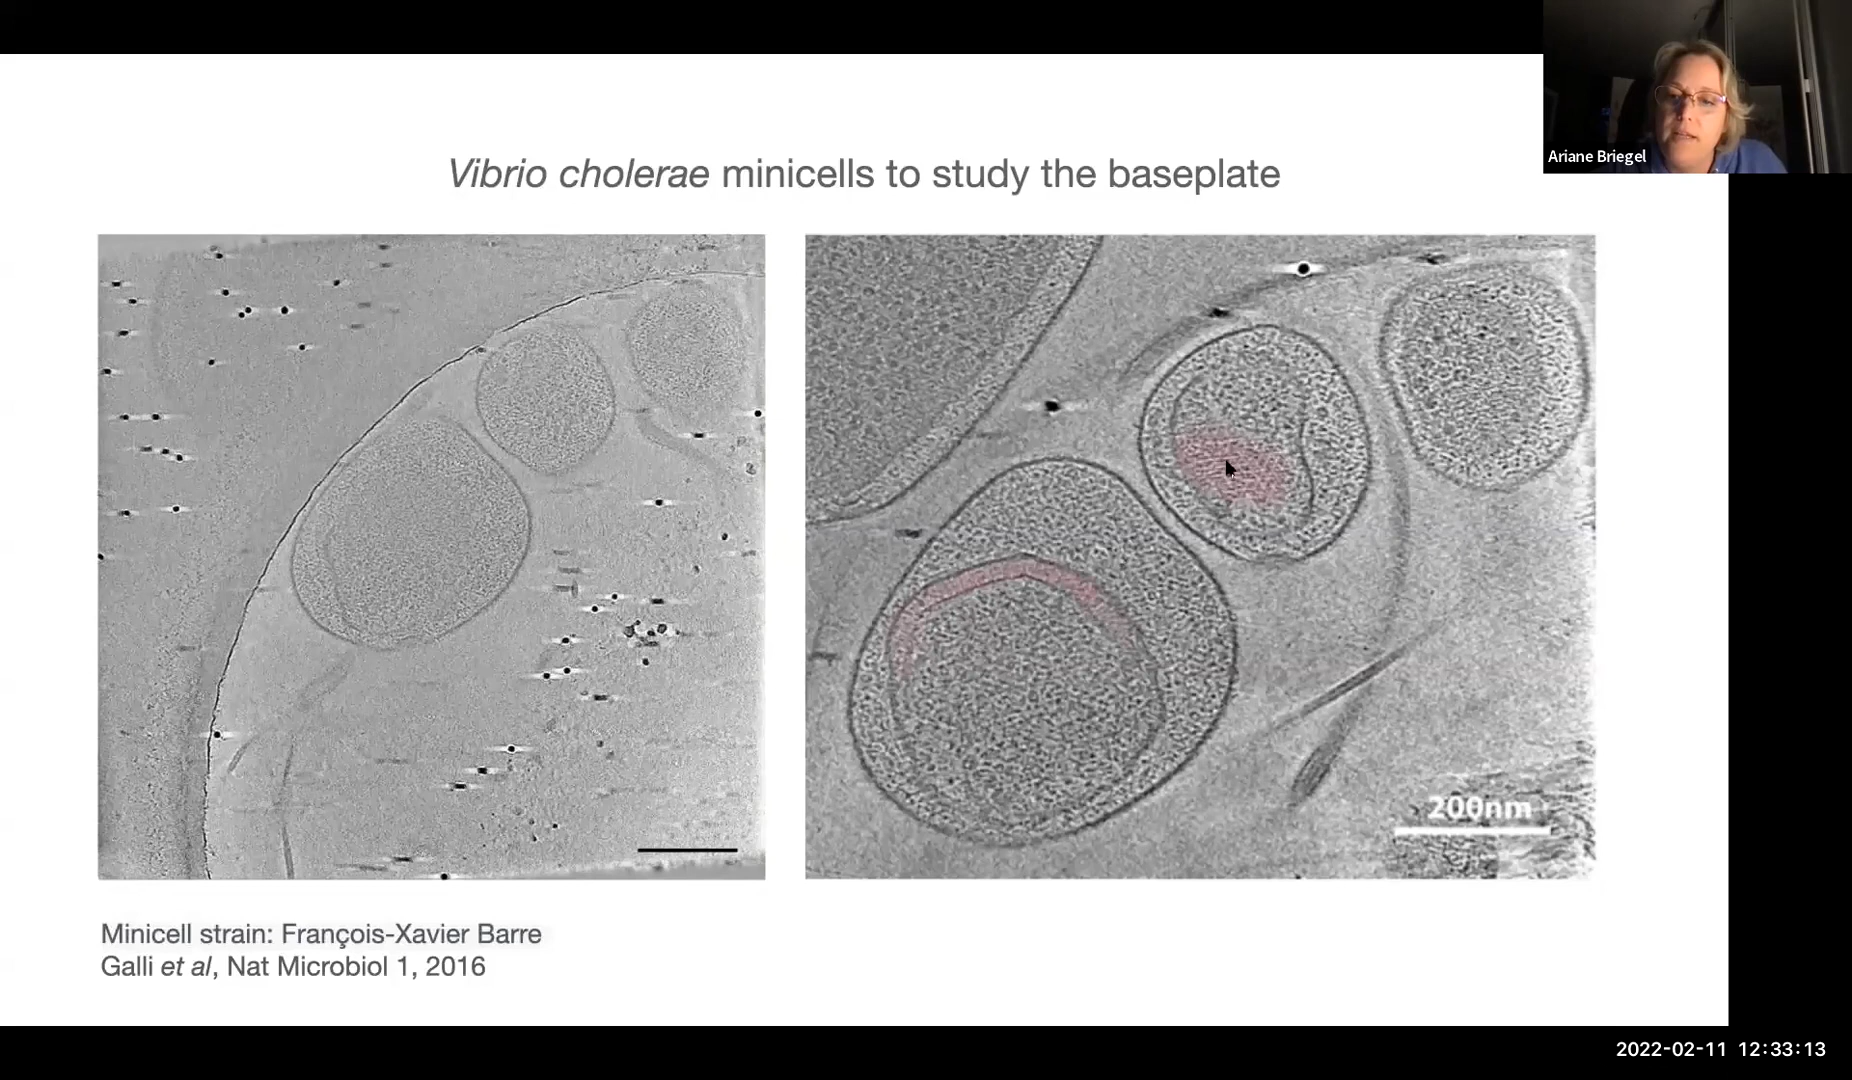 Ariane Briegel
Vibrio cholerae minicells to study the baseplate
200nm
Minicell strain: François-Xavier Barre
Galli et al, Nat Microbiol 1, 2016
2022-02-11 12:33:13